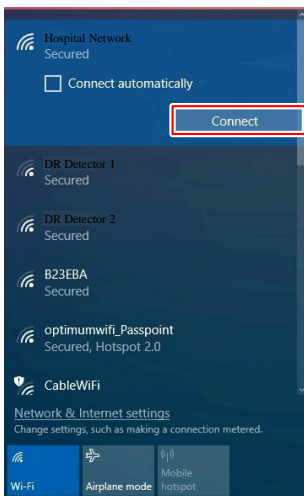 Hospital Network
Secured
Connect automatically
Connect
DR Detector 1
Secured
DR Detector 2
Secured
B23EBA
Secured
optimumwifi_Passpoint
Secured, Hotspot 2.0
CableWiFi
Network & Internet settings
Change settings, such as making a connection metered.
Wi-Fi
Airplane mode
Mobile
hotspot